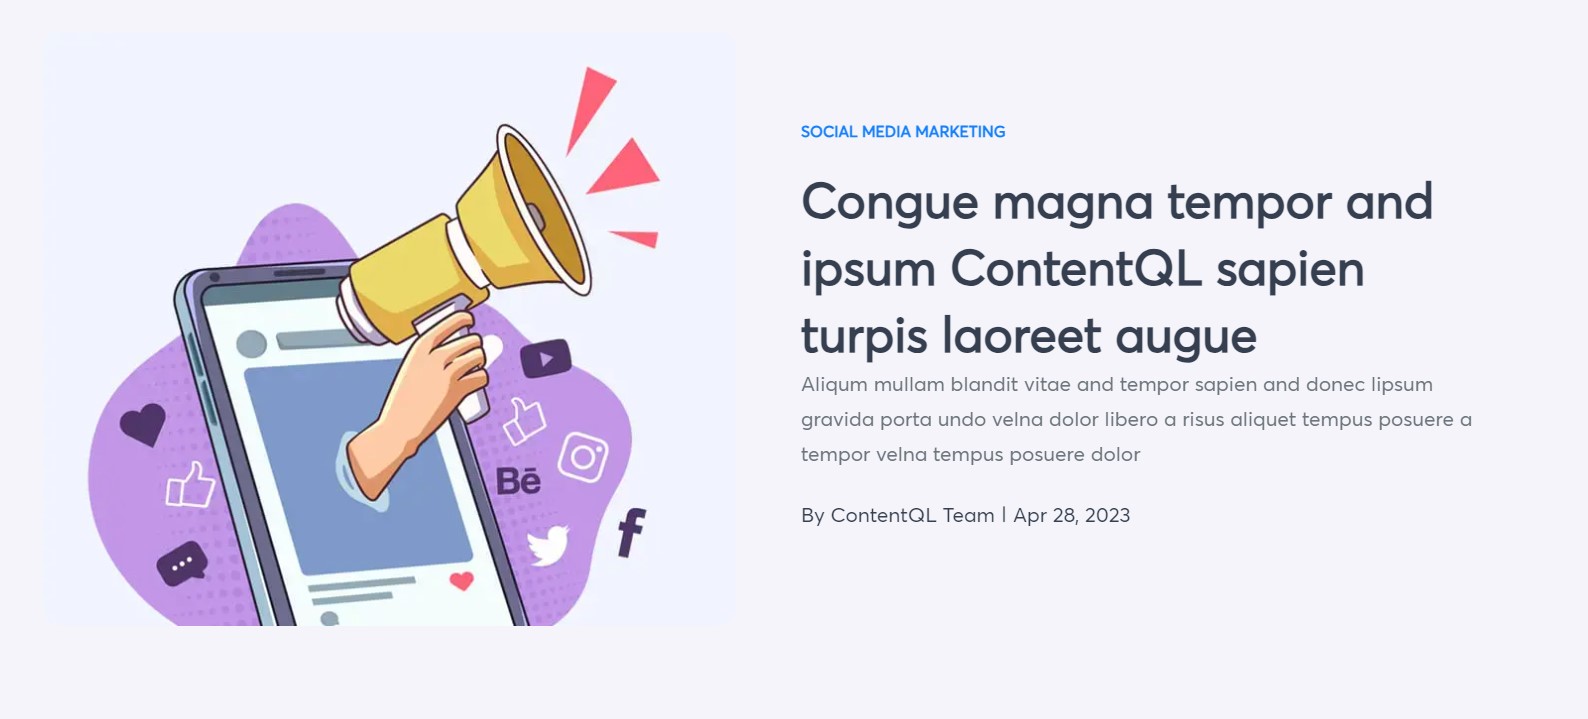 SOCIAL MEDIA MARKETING
Congue magna tempor and
ipsum ContentQL sapien
turpis laoreet augue
Aliqum mullam blandit vitae and tempor sapien and donec lipsum
gravida porta undo velna dolor libero a risus aliquet tempus posuere a
tempor velna tempus posuere dolor
By ContentQL Team | Apr 28, 2023
Bē
f